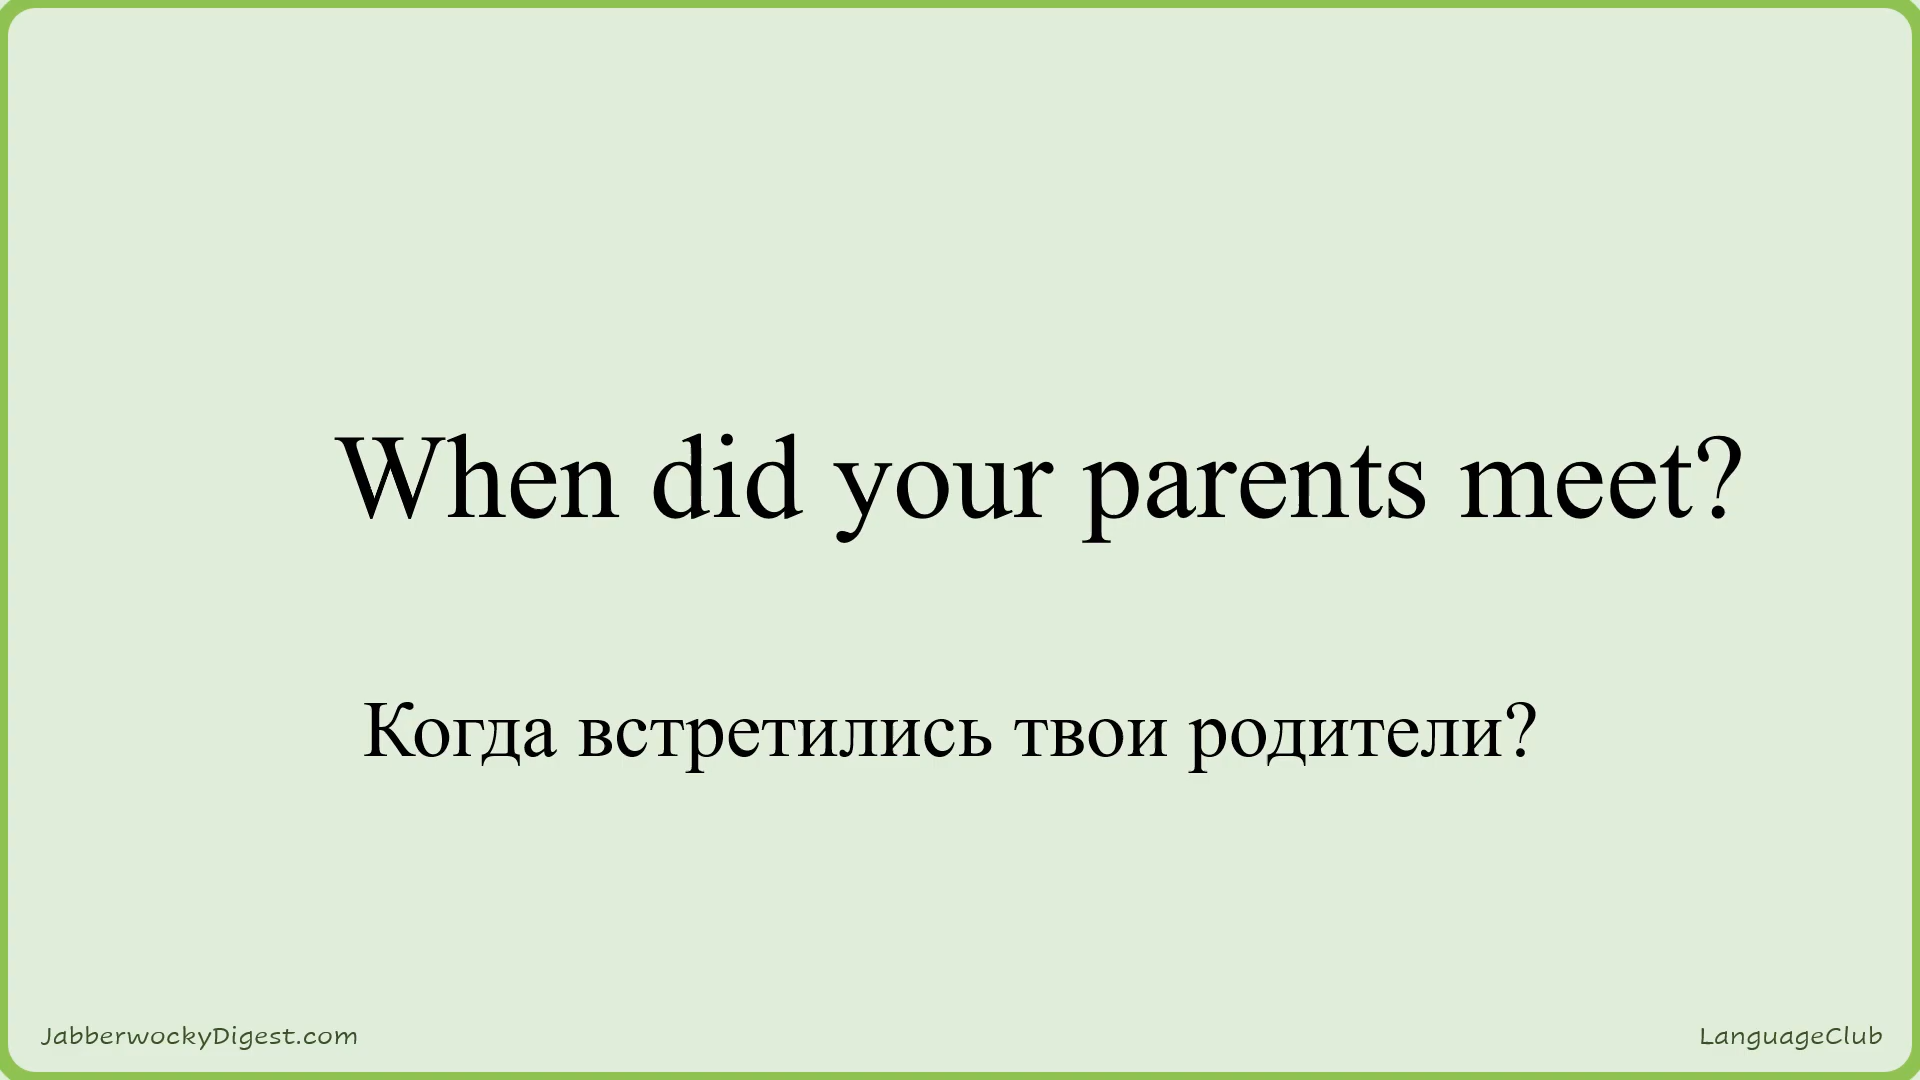 When did your parents meet?
Когда встретились твои родители?
JabberwockyDigest.com
LanguageClub